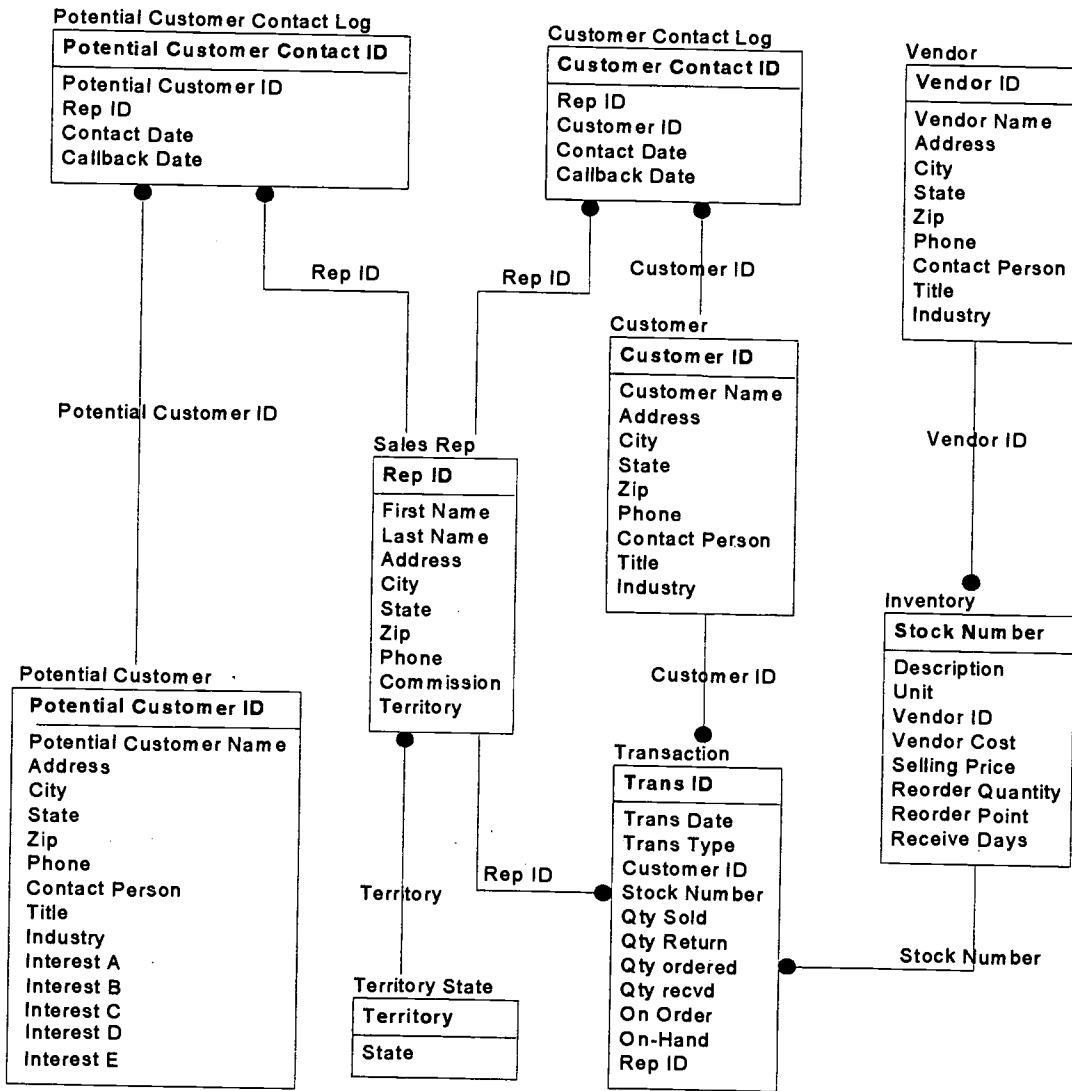 Potential Customer Contact Log
Potential Customer Contact ID
Potential Customer ID
Rep ID
Contact Date
Callback Date
Customer Contact Log
Customer Contact ID
Rep ID
Customer ID
Contact Date
Callback Date
Vendor
Vendor ID
Vendor Name
Address
City
State
Zip
Phone
Contact Person
Title
Industry
Rep ID
Rep ID
Customer ID
Potential Customer ID
Vendor ID
Customer
Customer ID
Customer Name
Address
City
State
Zip
Phone
Contact Person
Title
Industry
Sales Rep
Rep ID
First Name
Last Name
Address
City
State
Zip
Phone
Commission
Territory
Inventory
Stock Number
Description
Unit
Vendor ID
Vendor Cost
Selling Price
Reorder Quantity
Reorder Point
Receive Days
Customer ID
Potential Customer
Potential Customer ID
Potential Customer Name
Address
City
State
Zip
Phone
Contact Person
Title
Industry
Interest A
Interest B
Interest C
Interest D
Interest E
Territory
Rep ID
Territory State
Territory
State
Transaction
Trans ID
Trans Date
Trans Type
Customer ID
Stock Number
Qty Sold
Qty Return
Qty ordered
Qty recvd
On Order
On-Hand
Rep ID
Stock Number